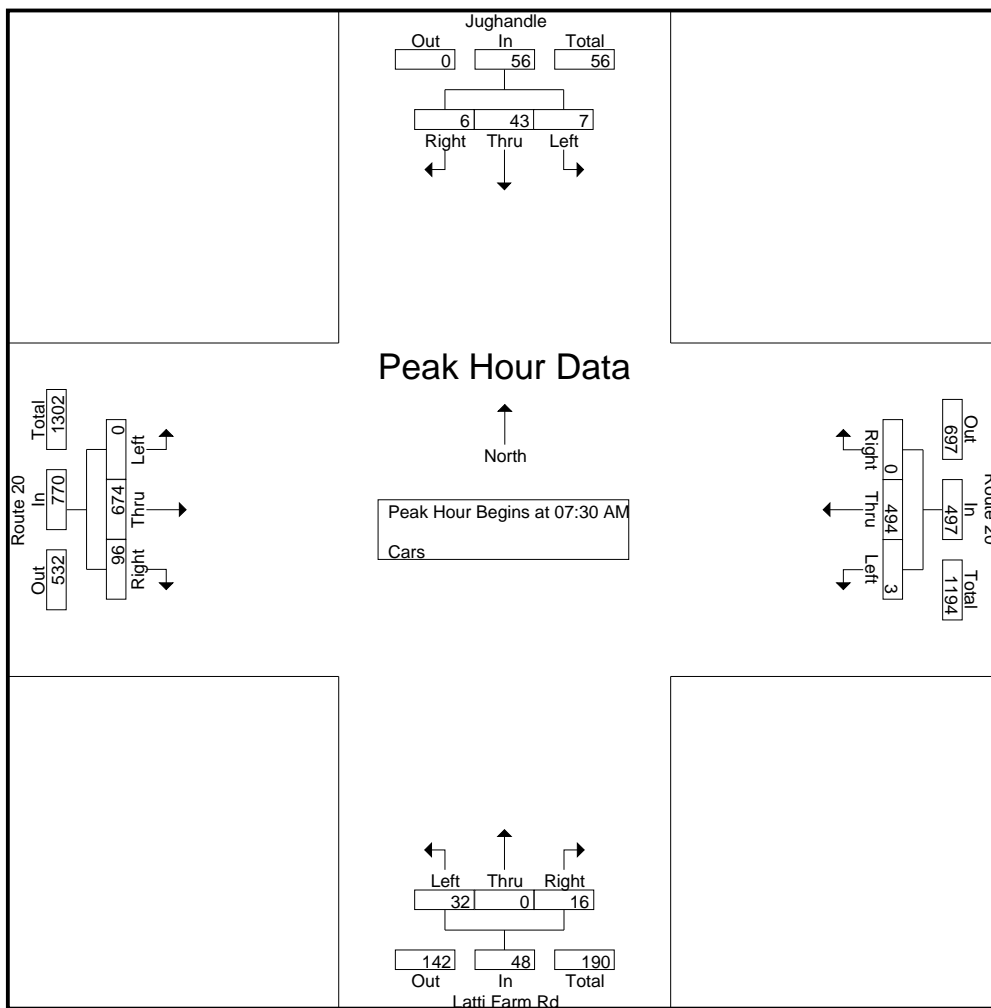 Jughandle
Out In Total
0 56 56
6 43 7
Right Thru Left
Peak Hour Data
North
Peak Hour Begins at 07:30 AM
Cars
Route 20
Total In Out
1302 770 532
0 674 96
Left Thru Right
Right Thru Left
0 494 3
697 497 1194
Out In Total
Route 20
Left Thru Right
32 0 16
142 48 190
Out In Total
Latti Farm Rd